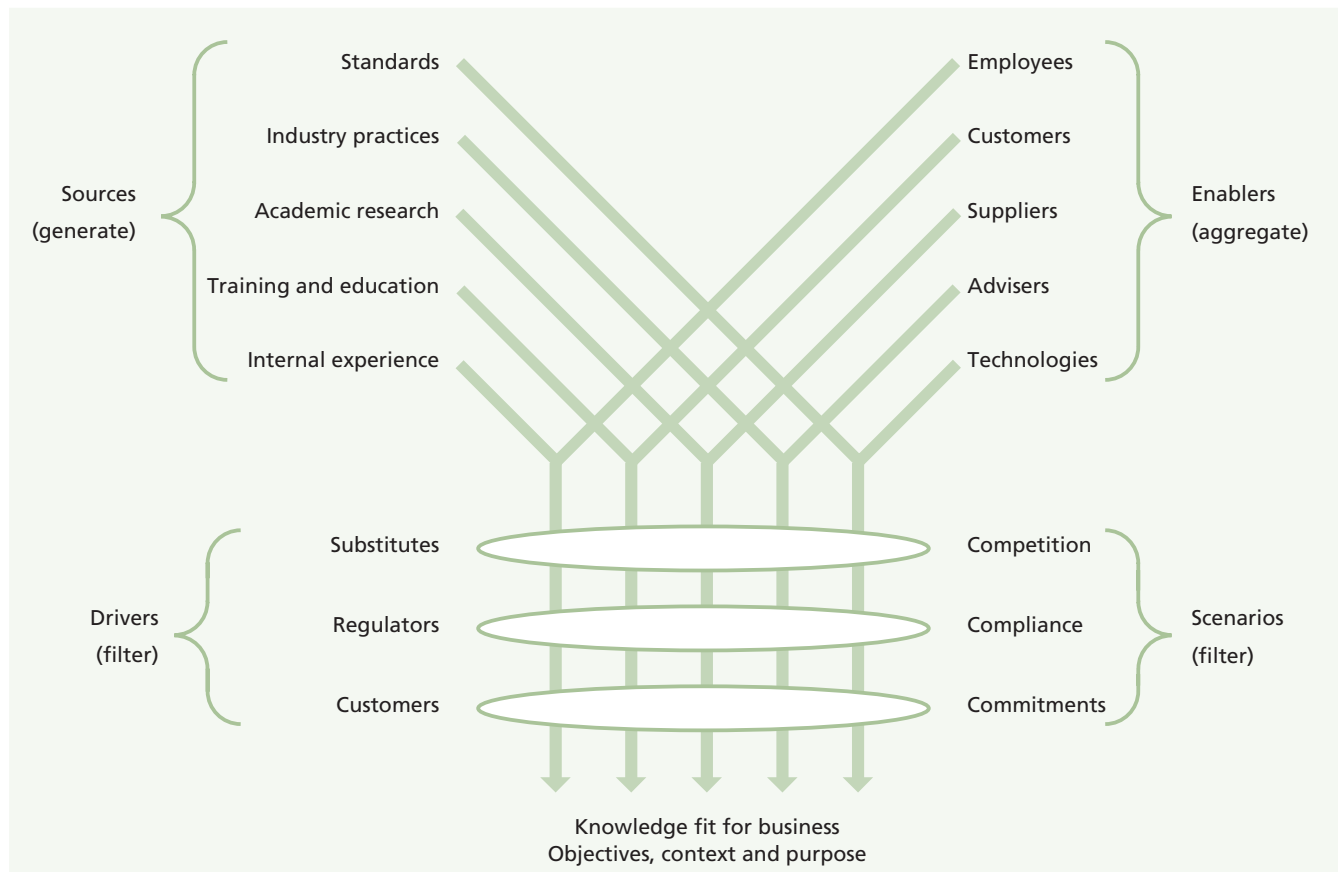 Standards
Industry practices
Academic research
Training and education
Internal experience
Sources
(generate)
Employees
Customers
Suppliers
Advisers
Technologies
Enablers
(aggregate)
Substitutes
Regulators
Customers
Drivers
(filter)
Competition
Compliance
Commitments
Scenarios
(filter)
Knowledge fit for business
Objectives, context and purpose